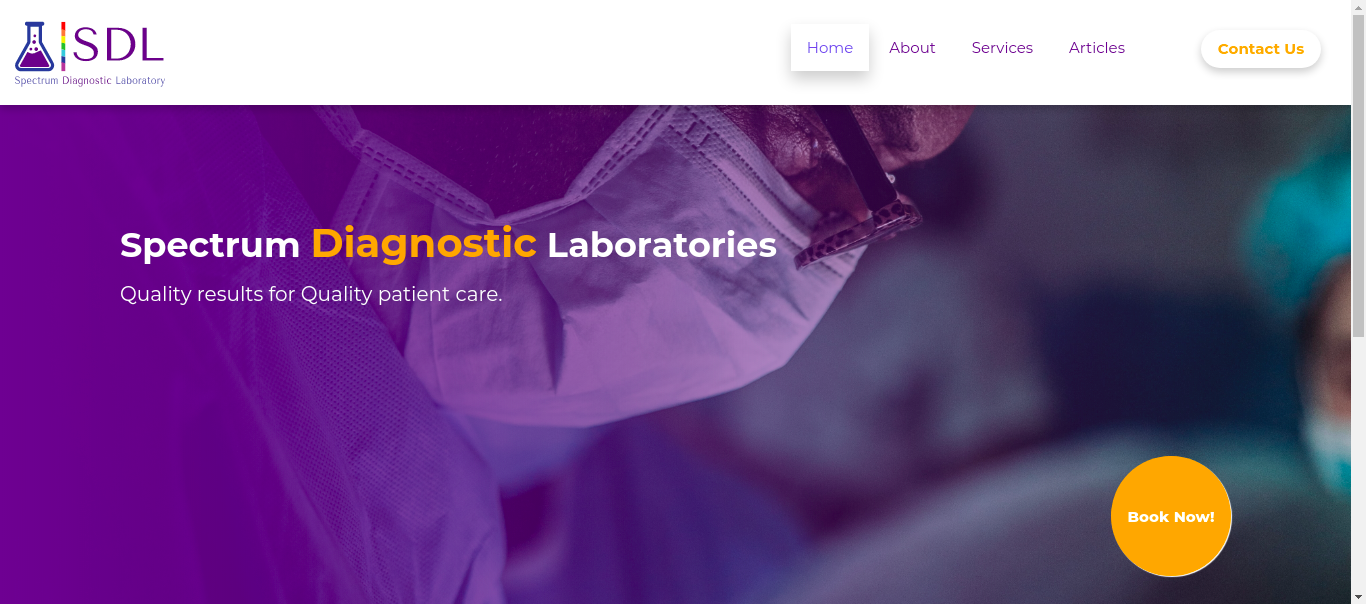 SDL
Spectrum Diagnostic Laboratory
Home About Services Articles Contact Us
Spectrum Diagnostic Laboratories
Quality results for Quality patient care.
Book Now!